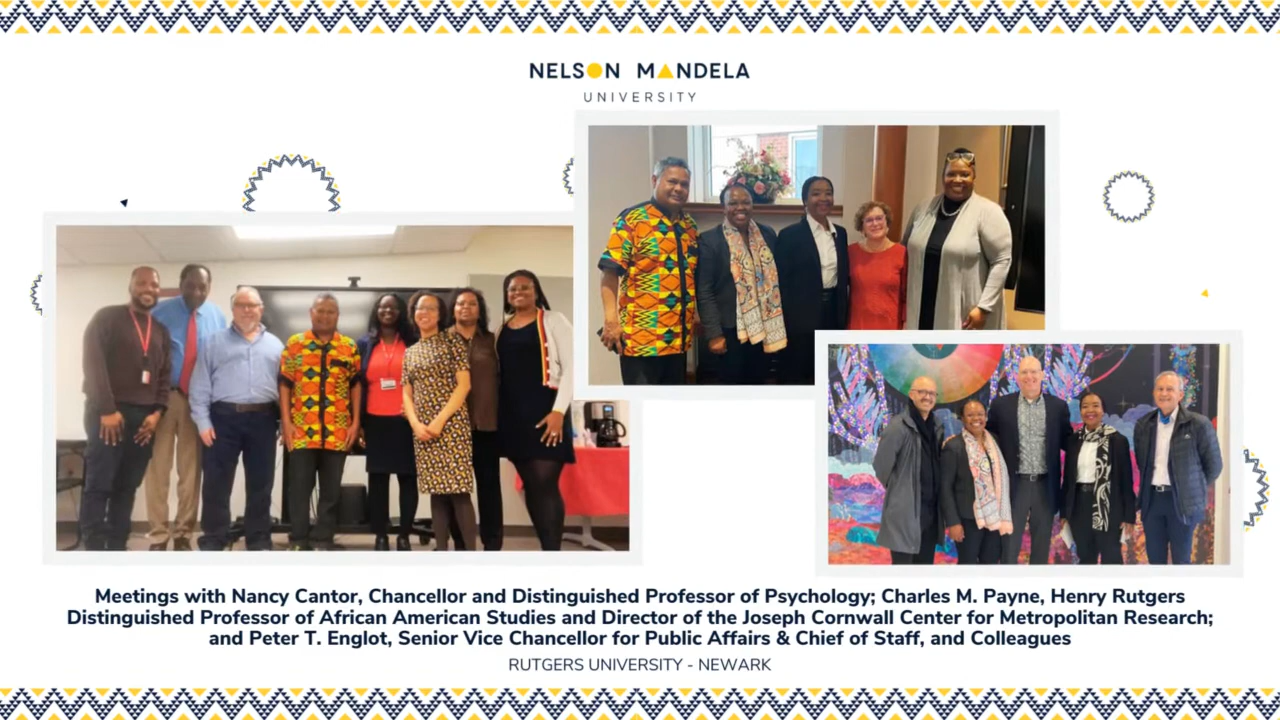 NELSON MANDELA
UNIVERSITY
Meetings with Nancy Cantor, Chancellor and Distinguished Professor of Psychology; Charles M. Payne, Henry Rutgers
Distinguished Professor of African American Studies and Director of the Joseph Cornwall Center for Metropolitan Research;
and Peter T. Englot, Senior Vice Chancellor for Public Affairs & Chief of Staff, and Colleagues
RUTGERS UNIVERSITY - NEWARK